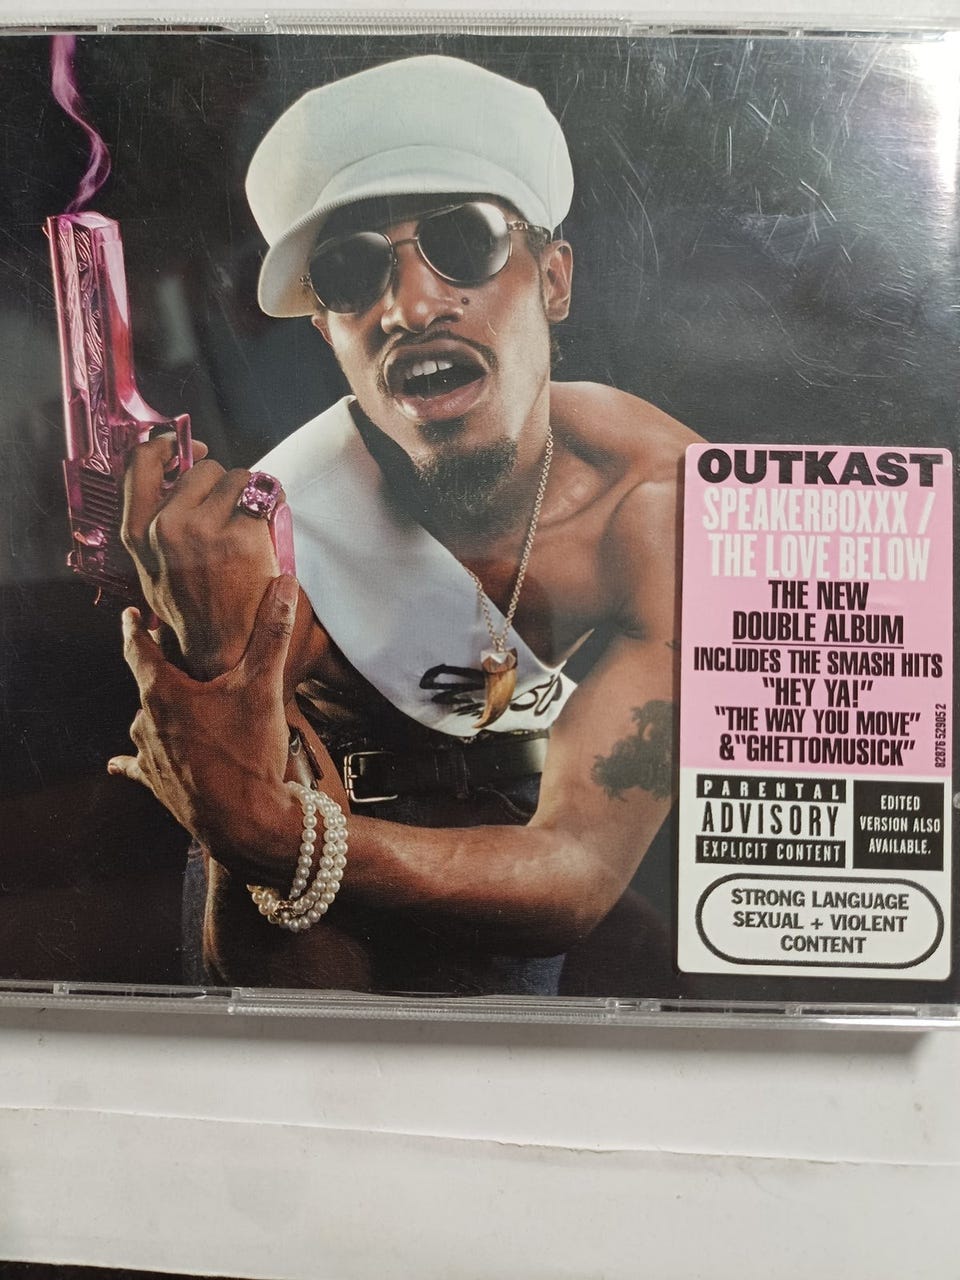 OUTKAST
SPEAKERBOXXX /
THE LOVE BELOW
THE NEW
DOUBLE ALBUM
INCLUDES THE SMASH HITS
"HEY YA!"
"THE WAY YOU MOVE"
& "GHETTOMUSICK"
82876 52905 2
PARENTAL
ADVISORY
EXPLICIT CONTENT
EDITED
VERSION ALSO
AVAILABLE.
STRONG LANGUAGE
SEXUAL + VIOLENT
CONTENT